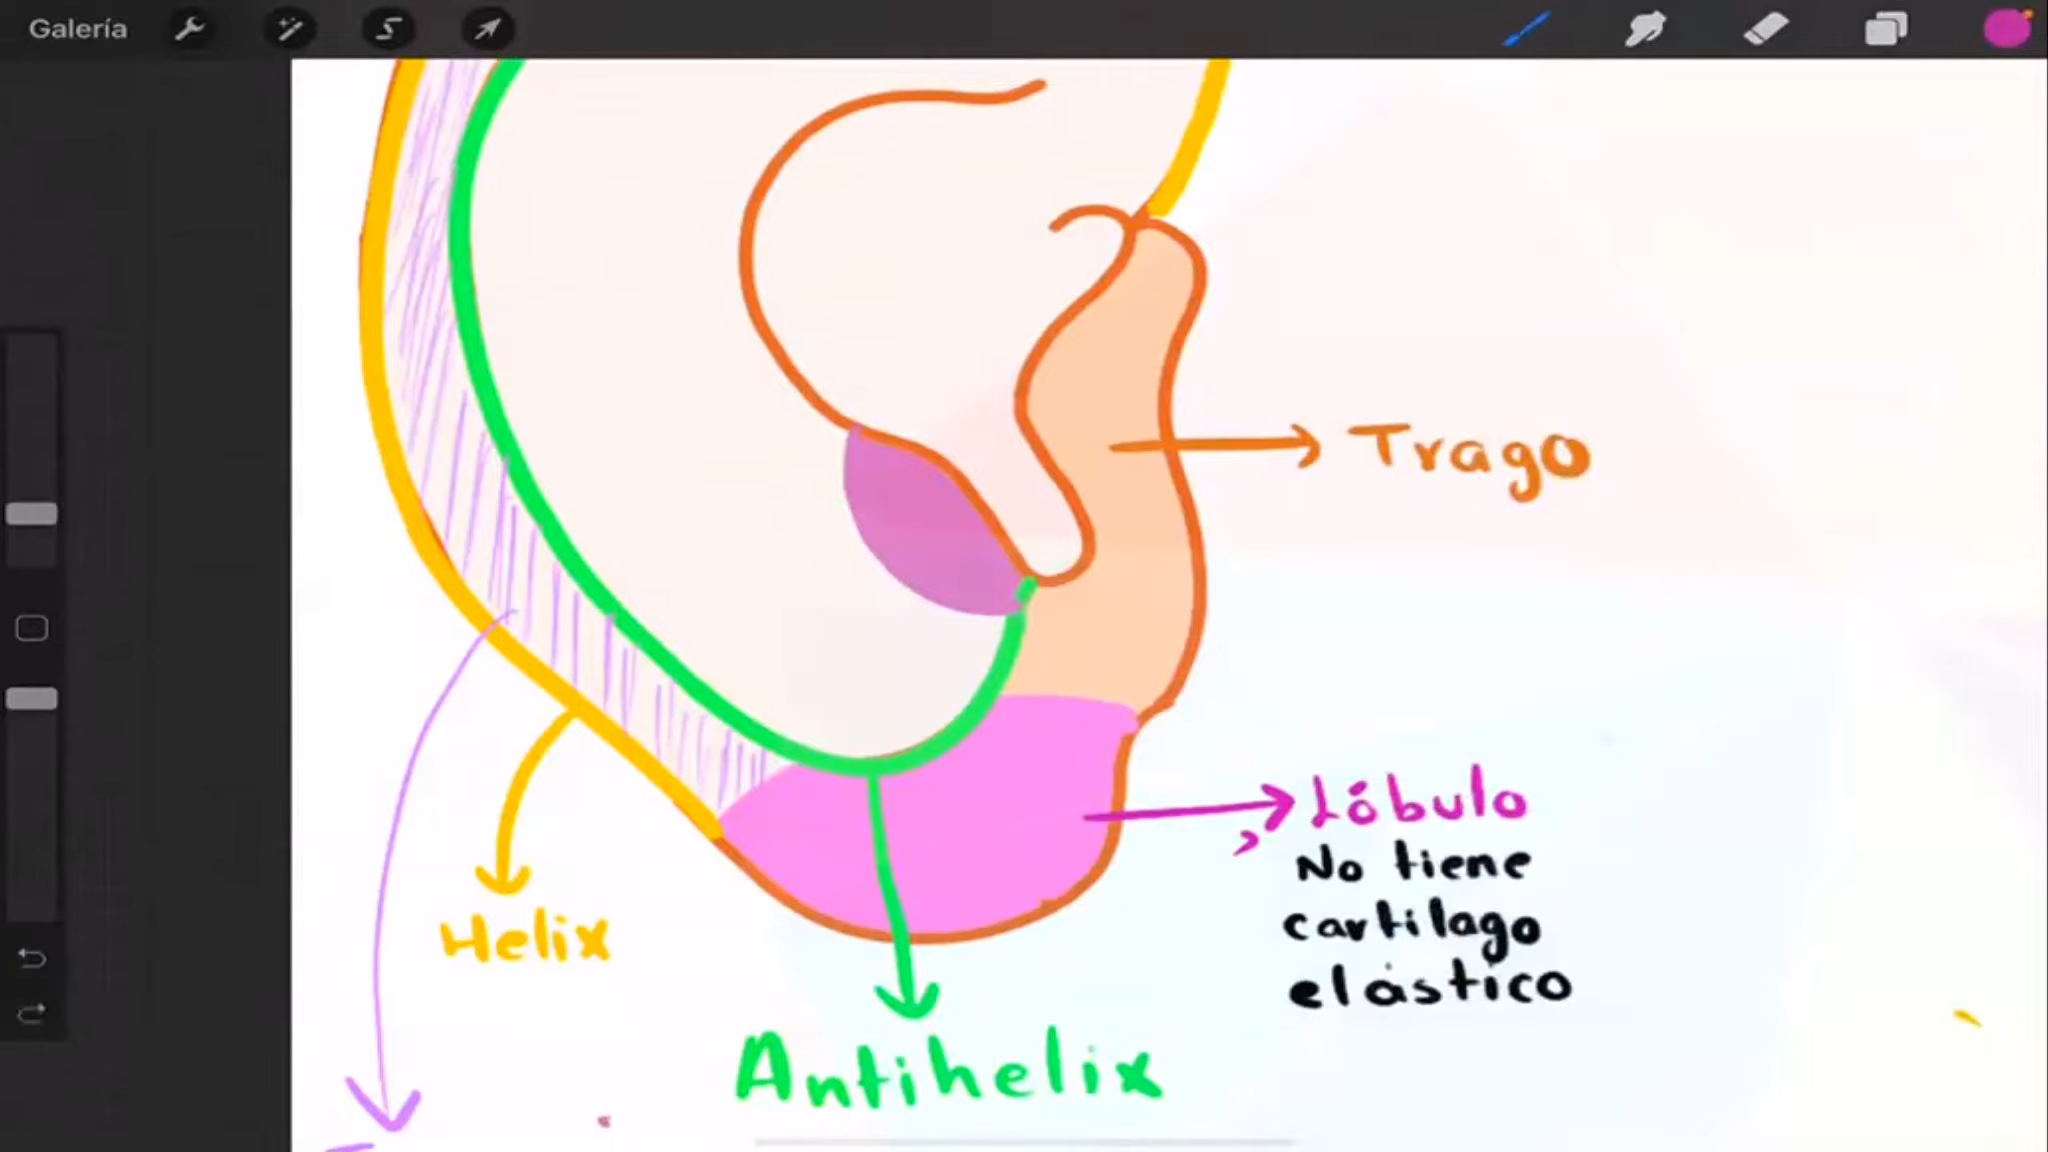 Galería
Trago
Lóbulo
No tiene
cartilago
elástico
Helix
Antihelix